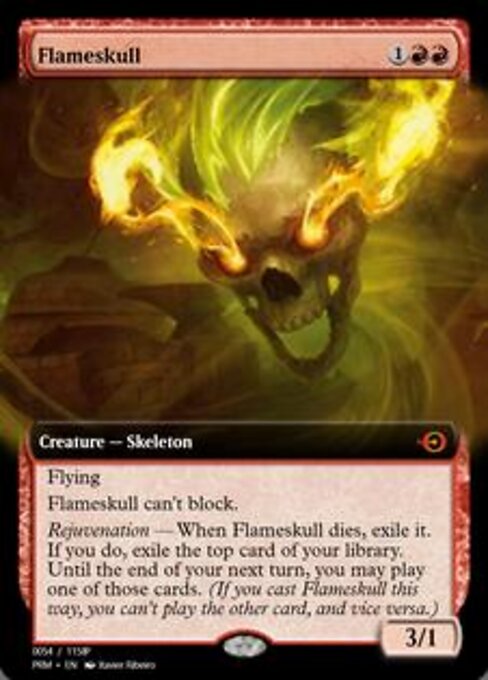 Flameskull 1
Creature — Skeleton
Flying
Flameskull can't block.
Rejuvenation — When Flameskull dies, exile it.
If you do, exile the top card of your library.
Until the end of your next turn, you may play
one of those cards. (If you cast Flameskull this
way, you can't play the other card, and vice versa.)
3/1
0054 / 1158P
PRM • EN Xavier Ribeiro